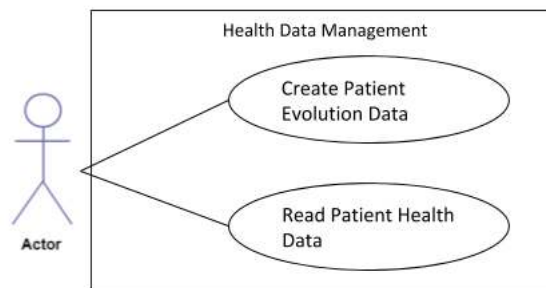 Health Data Management
Create Patient
Evolution Data
Read Patient Health
Data
Actor